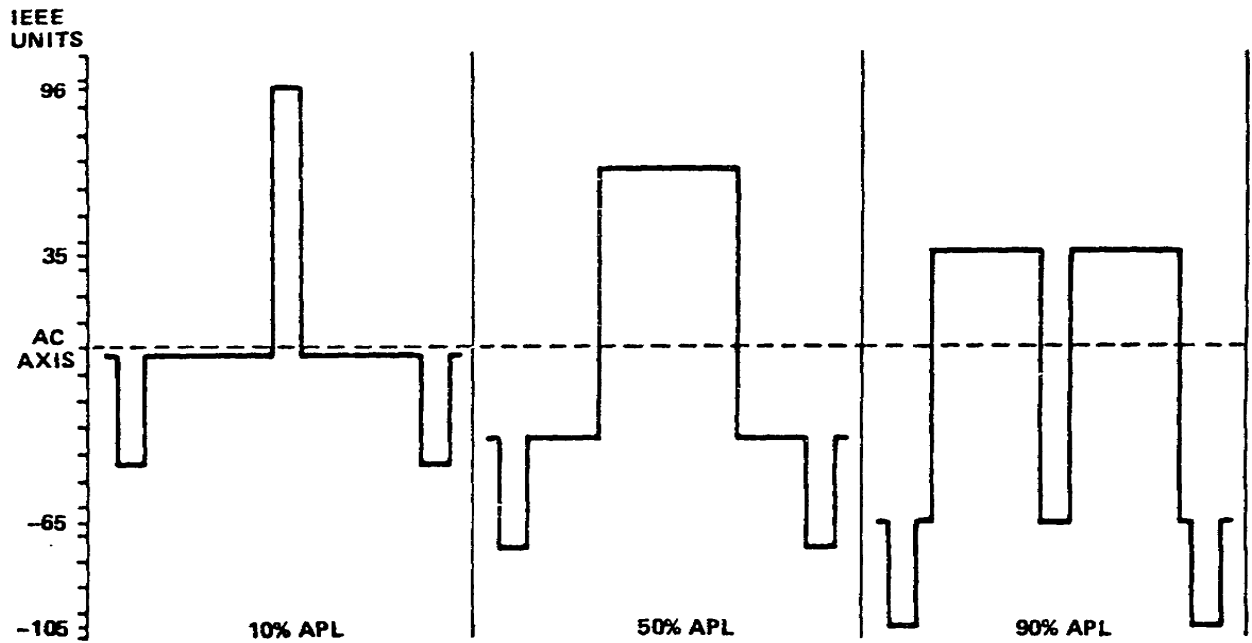 IEEE
UNITS
96
35
AC
AXIS
-65
-105
10% APL
50% APL
90% APL